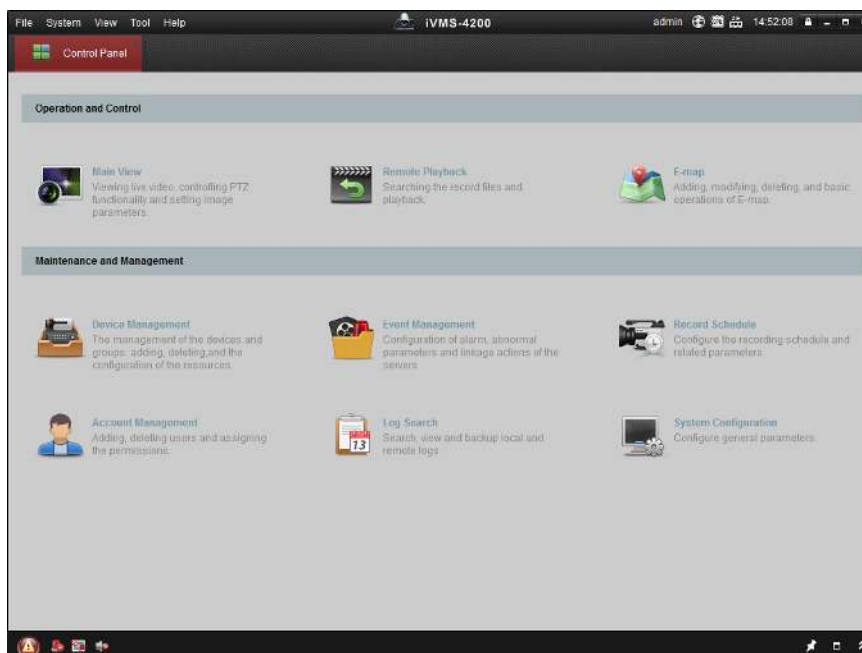 File System View Tool Help
iVMS-4200
admin 14:52:08
Control Panel
Operation and Control
Main View
Viewing live video, controlling PTZ
functionality and setting image
parameters.
Remote Playback
Searching the record files and
playback.
E-map
Adding, modifying, deleting, and basic
operations of E-map.
Maintenance and Management
Device Management
The management of the devices and
groups: adding, deleting,and the
configuration of the resources.
Event Management
Configuration of alarm, abnormal
parameters and linkage actions of the
servers.
Record Schedule
Configure the recording schedule and
related parameters.
Account Management
Adding, deleting users and assigning
the permissions.
13
Log Search
Search, view and backup local and
remote logs.
System Configuration
Configure general parameters.